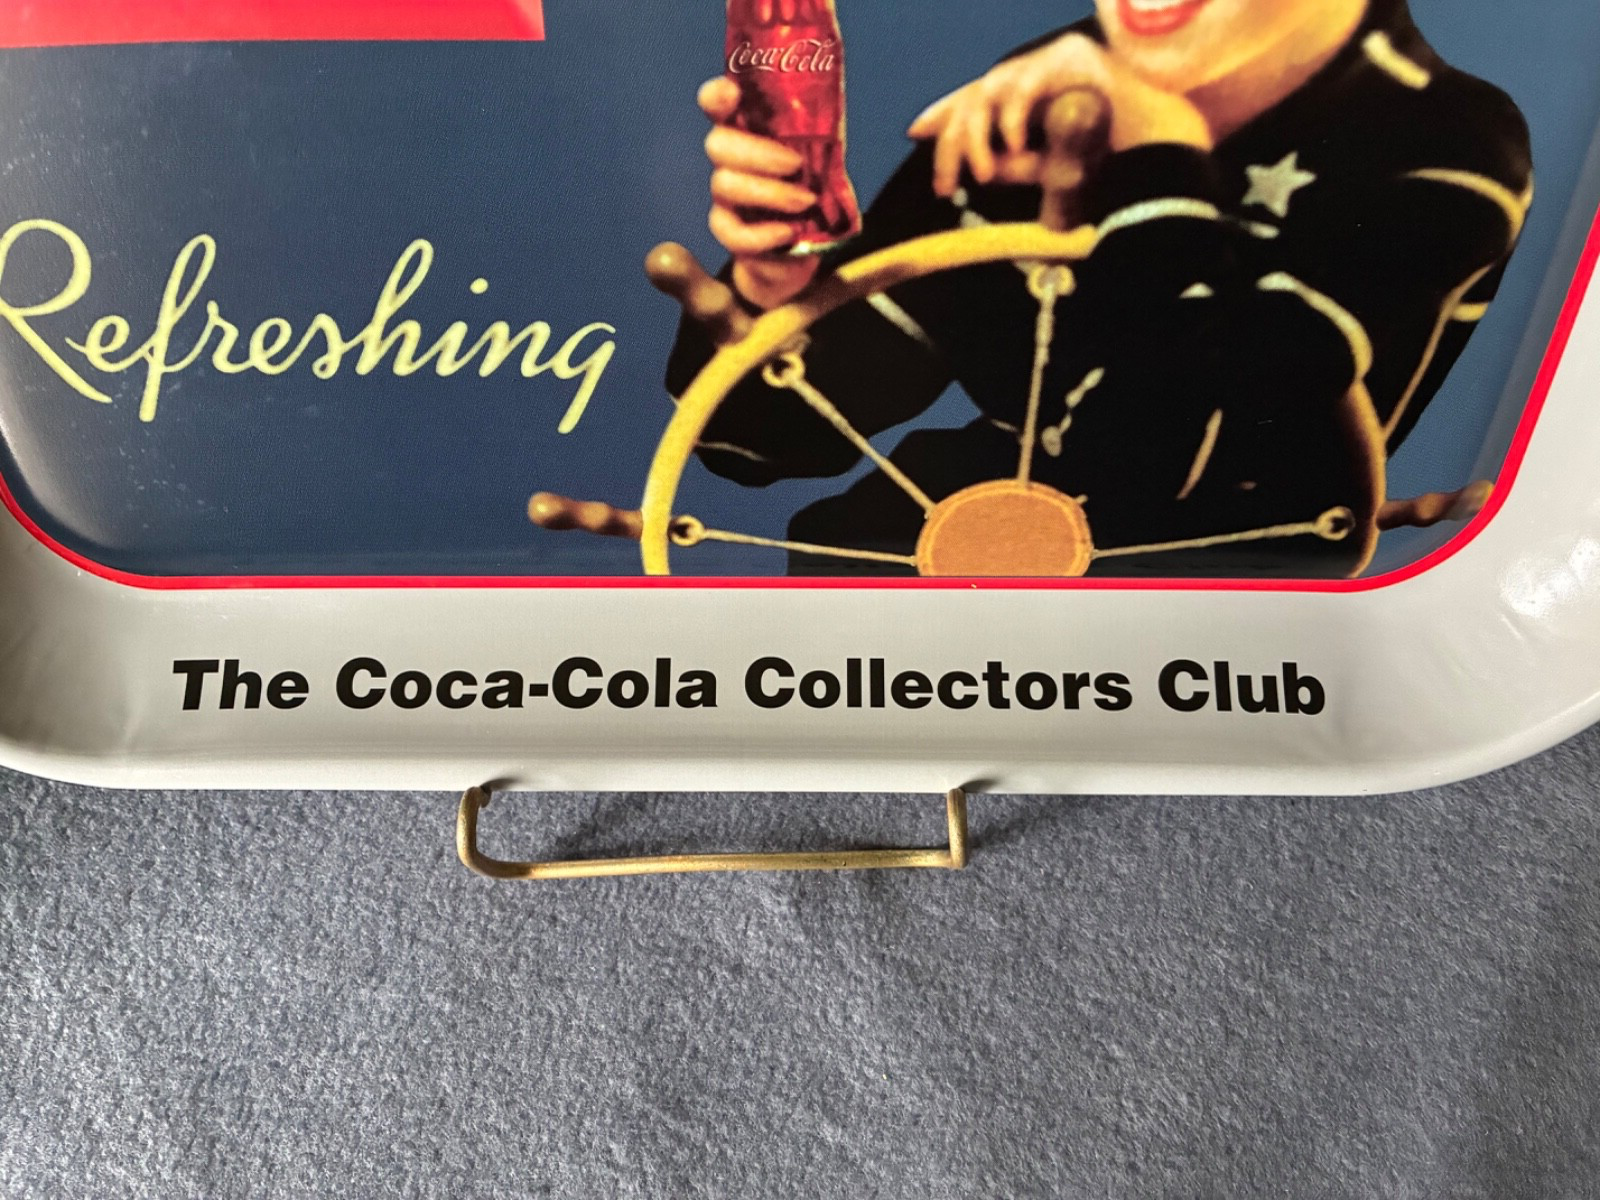 Coca-Cola
Refreshing
The Coca-Cola Collectors Club